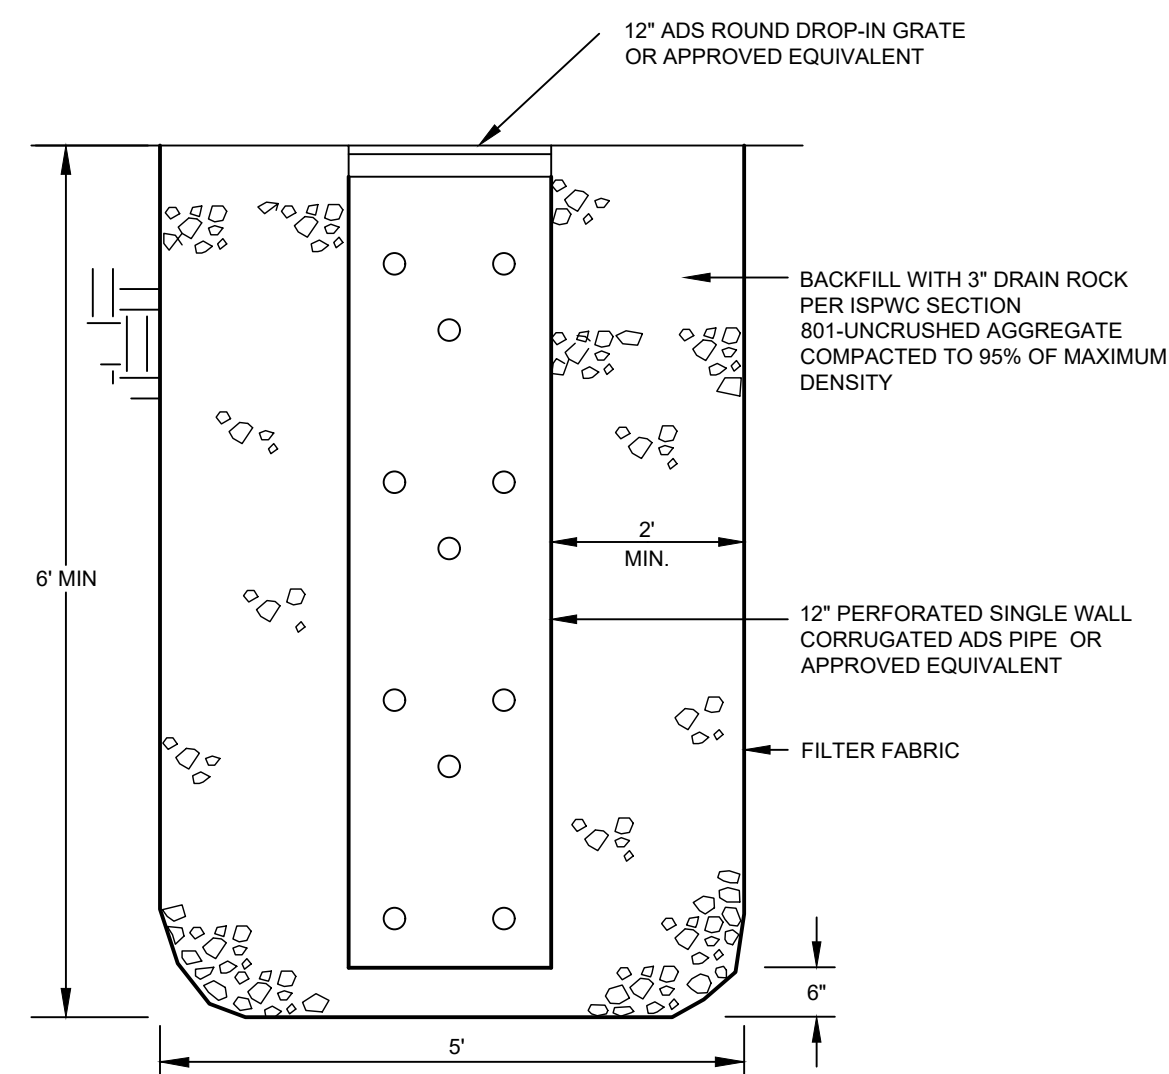 12" ADS ROUND DROP-IN GRATE
OR APPROVED EQUIVALENT
BACKFILL WITH 3" DRAIN ROCK
PER ISPWC SECTION
801-UNCRUSHED AGGREGATE
COMPACTED TO 95% OF MAXIMUM
DENSITY
2'
MIN.
6' MIN
12" PERFORATED SINGLE WALL
CORRUGATED ADS PIPE OR
APPROVED EQUIVALENT
FILTER FABRIC
6"
5'